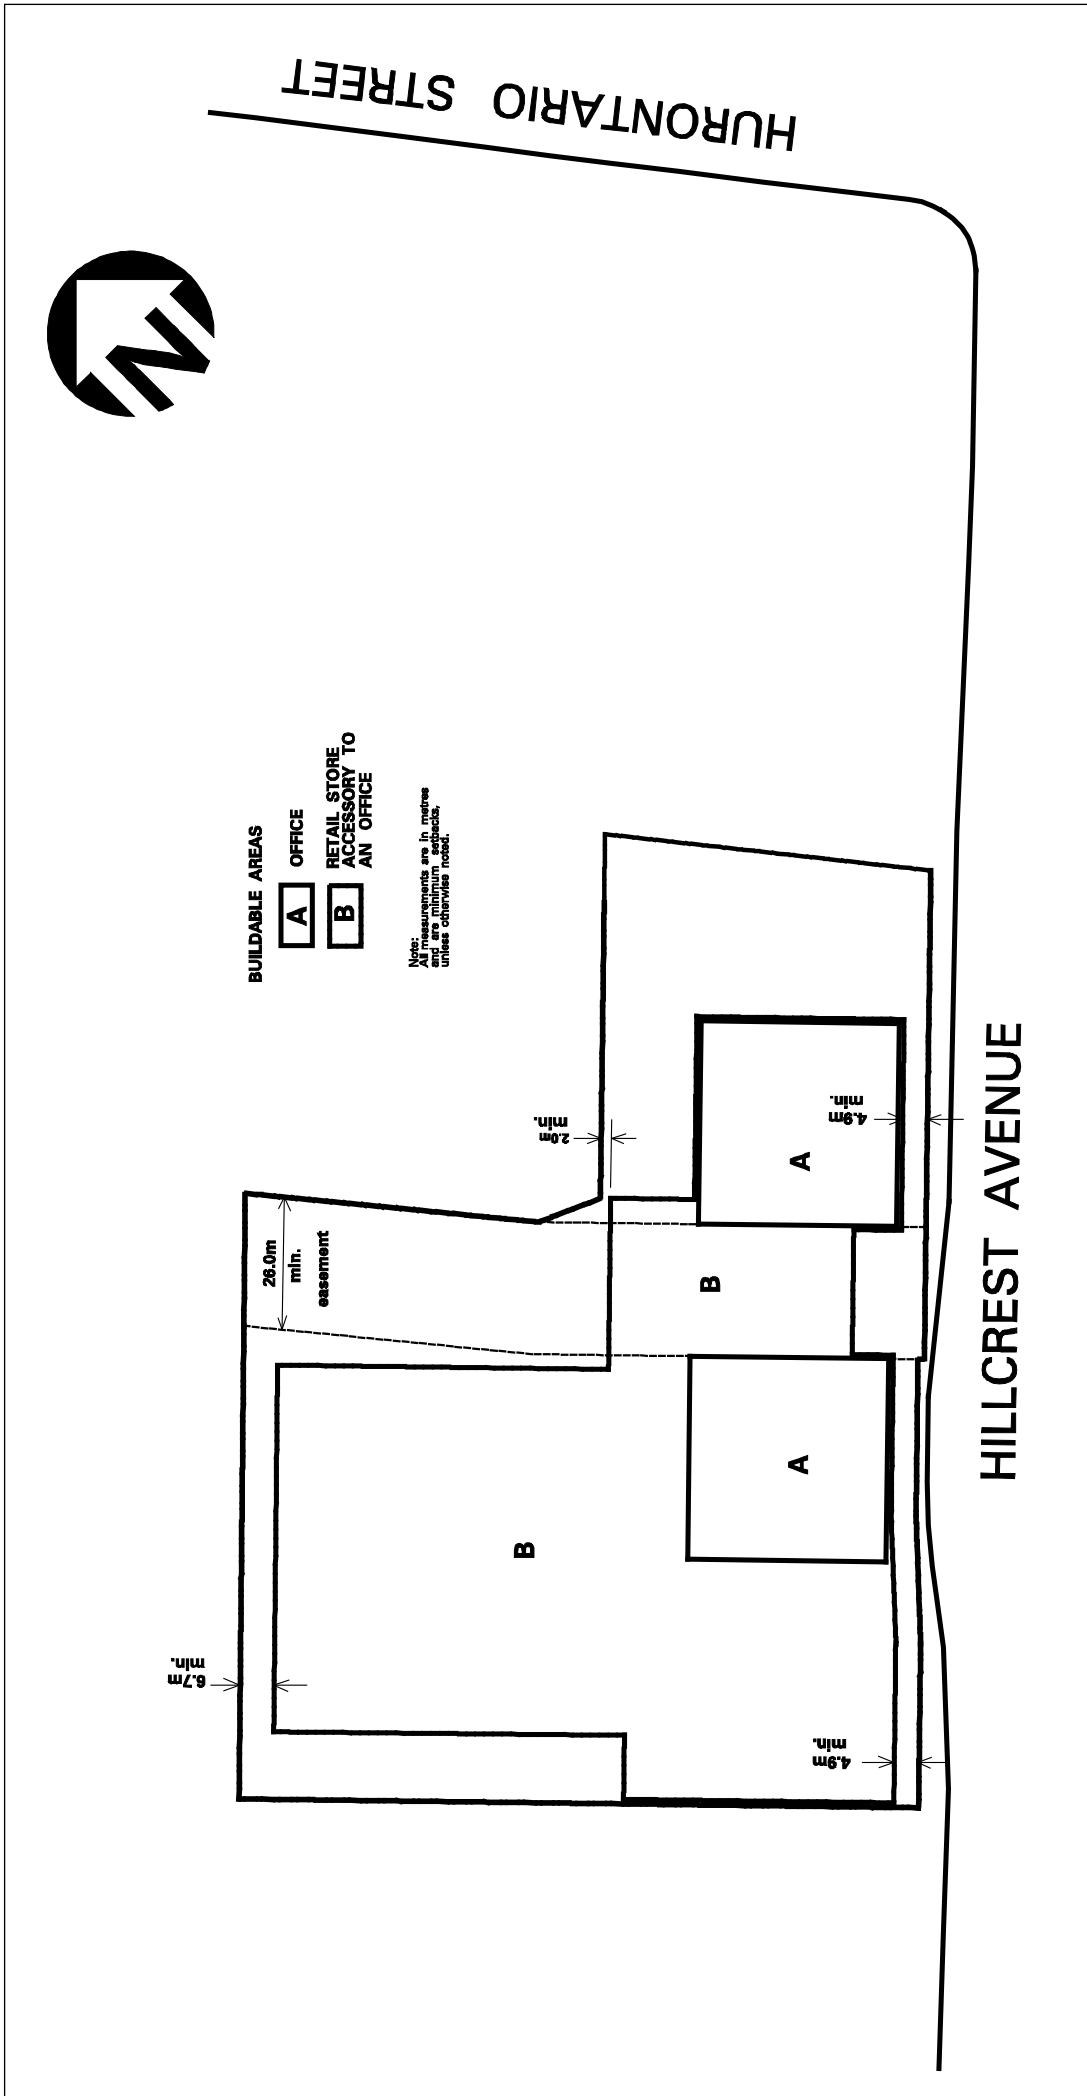 HURONTARIO STREET
N
BUILDABLE AREAS
A
OFFICE
B
RETAIL STORE
ACCESSORY TO
AN OFFICE
Note:
All measurements are in metres
and are minimum setbacks,
unless otherwise noted.
26.0m
min.
easement
2.0m
min.
4.9m
min.
A
B
A
B
6.7m
min.
4.9m
min.
HILLCREST AVENUE